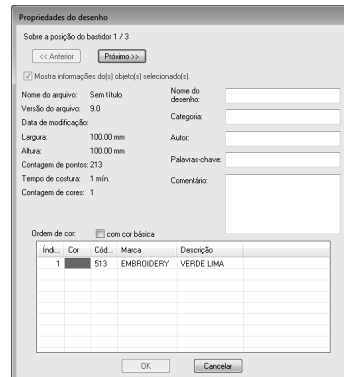 Propriedades do desenho
Sobre a posição do bastidor 1 / 3
<< Anterior
Próximo >>
Mostra informações do(s) objeto(s) selecionado(s).
Nome do arquivo: Sem título
Versão do arquivo: 9.0
Data de modificação:
Largura: 100.00 mm
Altura: 100.00 mm
Contagem de pontos: 213
Tempo de costura: 1 mín.
Contagem de cores: 1
Nome do
desenho:
Categoria:
Autor:
Palavras-chave:
Comentário:
Ordem de cor: com cor básica
Índi... Cor Cód... Marca Descrição
1 513 EMBROIDERY VERDE LIMA
OK Cancelar